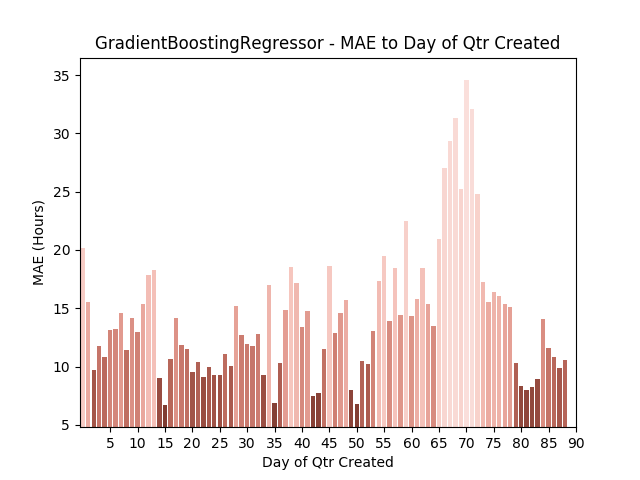 GradientBoostingRegressor - MAE to Day of Qtr Created
35
30
25
20
15
10
5
MAE (Hours)
5 10 15 20 25 30 35 40 45 50 55 60 65 70 75 80 85 90
Day of Qtr Created